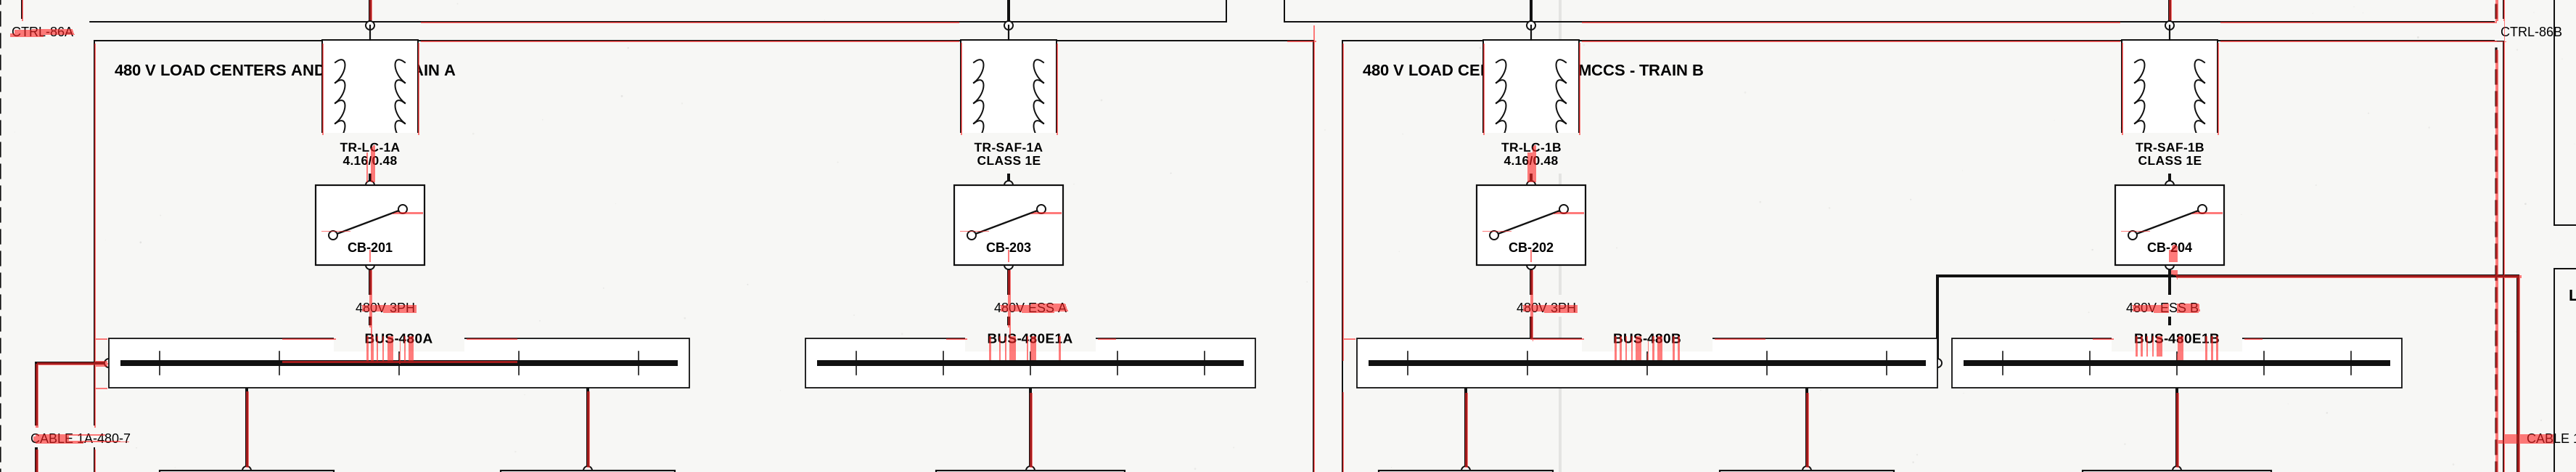 CTRL-86A
CTRL-86B
480 V LOAD CENTERS AND AIN A
480 V LOAD CE MCCS - TRAIN B
TR-LC-1A
4.16/0.48
TR-SAF-1A
CLASS 1E
TR-LC-1B
4.16/0.48
TR-SAF-1B
CLASS 1E
CB-201
CB-203
CB-202
CB-204
480V 3PH
480V ESS A
480V 3PH
480V ESS B
BUS-480A
BUS-480E1A
BUS-480B
BUS-480E1B
CABLE 1A-480-7
CABLE